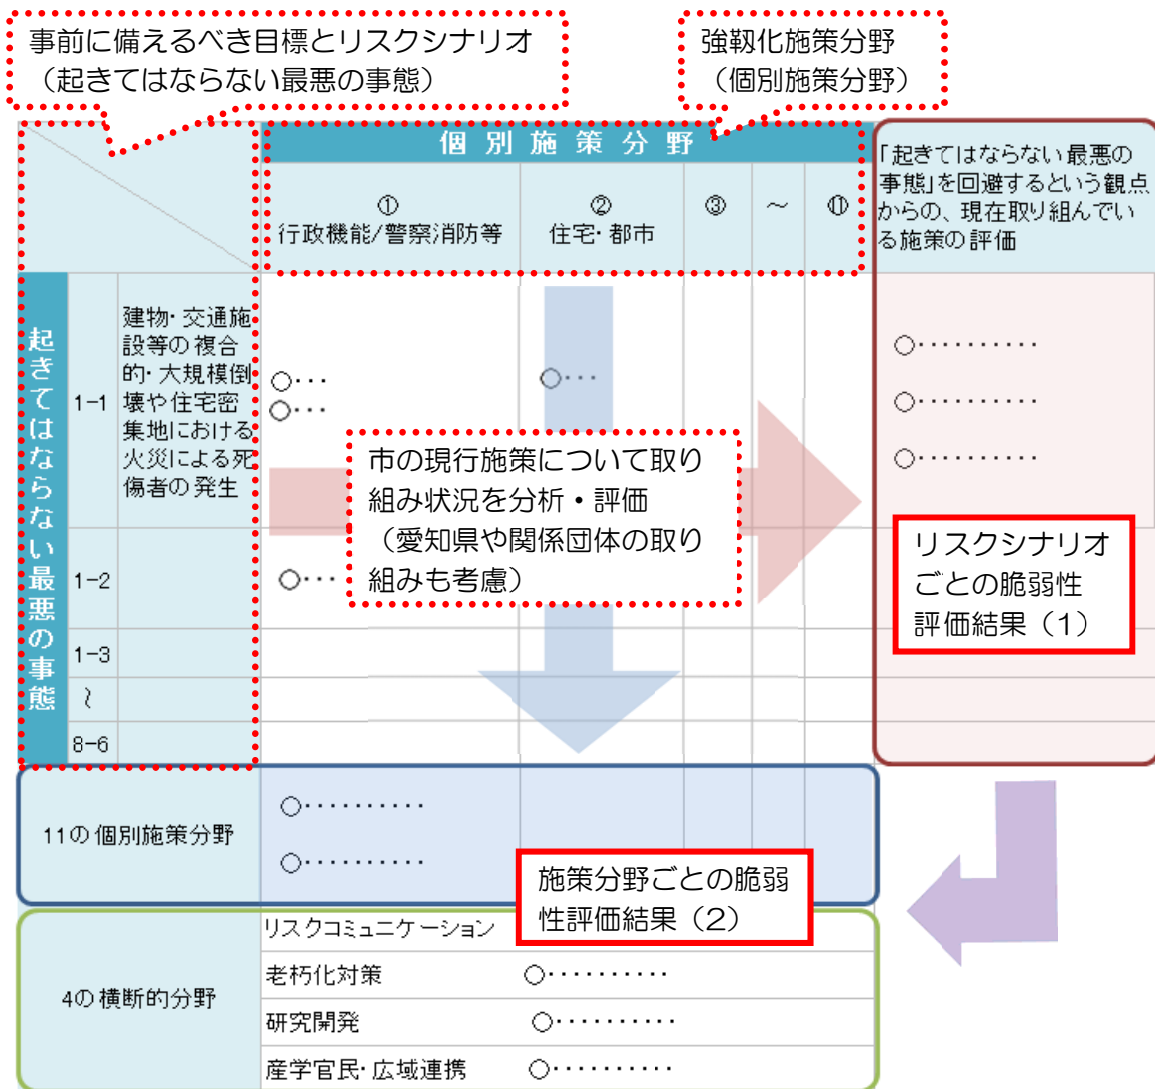 事前に備えるべき目標とリスクシナリオ
（起きてはならない最悪の事態）
強靱化施策分野
（個別施策分野）
個別施策分野
①
行政機能/警察消防等
②
住宅・都市
③
～
⑪
「起きてはならない最悪の
事態」を回避するという観点
からの、現在取り組んでい
る施策の評価
起きてはならない最悪の事態
1-1
建物・交通施
設等の複合
的・大規模倒
壊や住宅密
集地における
火災による死
傷者の発生
○・・・
○・・・
○・・・
○・・・・・・・・・・
○・・・・・・・・・・
○・・・・・・・・・・
市の現行施策について取り
組み状況を分析・評価
（愛知県や関係団体の取り
組みも考慮）
リスクシナリオ
ごとの脆弱性
評価結果（1）
1-2
○・・・
1-3
～
8-6
11の個別施策分野
○・・・・・・・・・・
○・・・・・・・・・・
施策分野ごとの脆弱
性評価結果（2）
4の横断的分野
リスクコミュニケーション
老朽化対策
○・・・・・・・・・・
研究開発
○・・・・・・・・・・
産学官民・広域連携
○・・・・・・・・・・